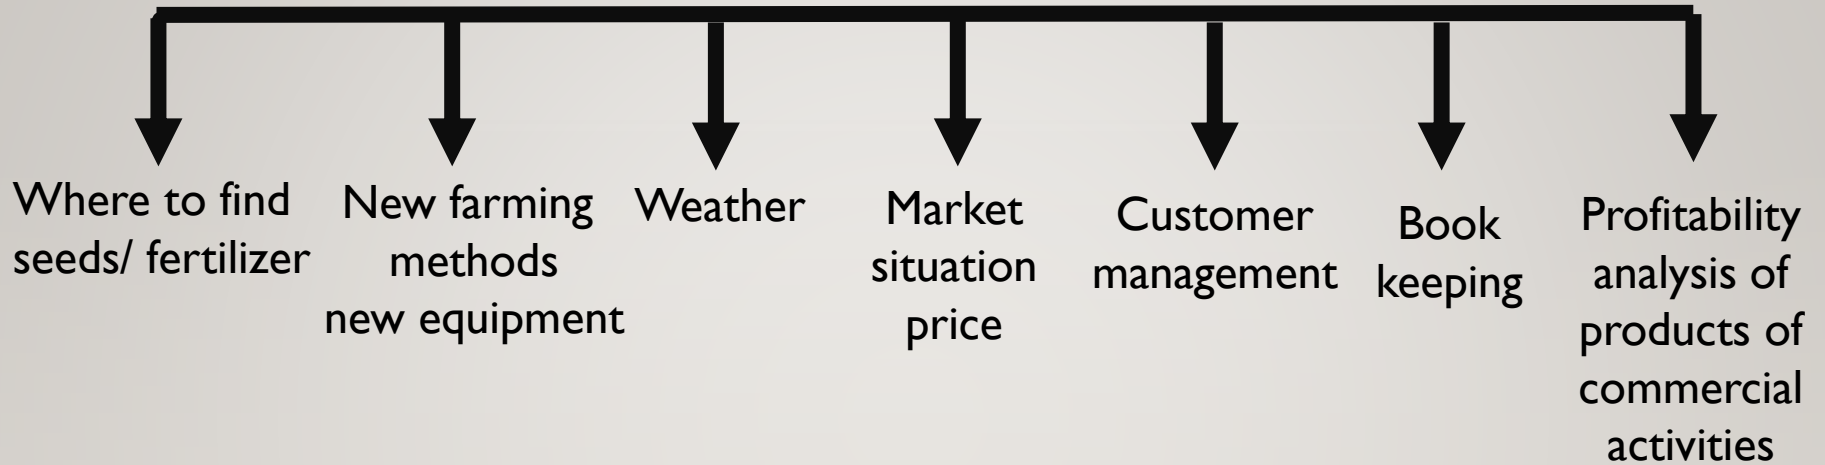 Where to find
seeds/ fertilizer
New farming
methods
new equipment
Weather
Market
situation
price
Customer
management
Book
keeping
Profitability
analysis of
products of
commercial
activities